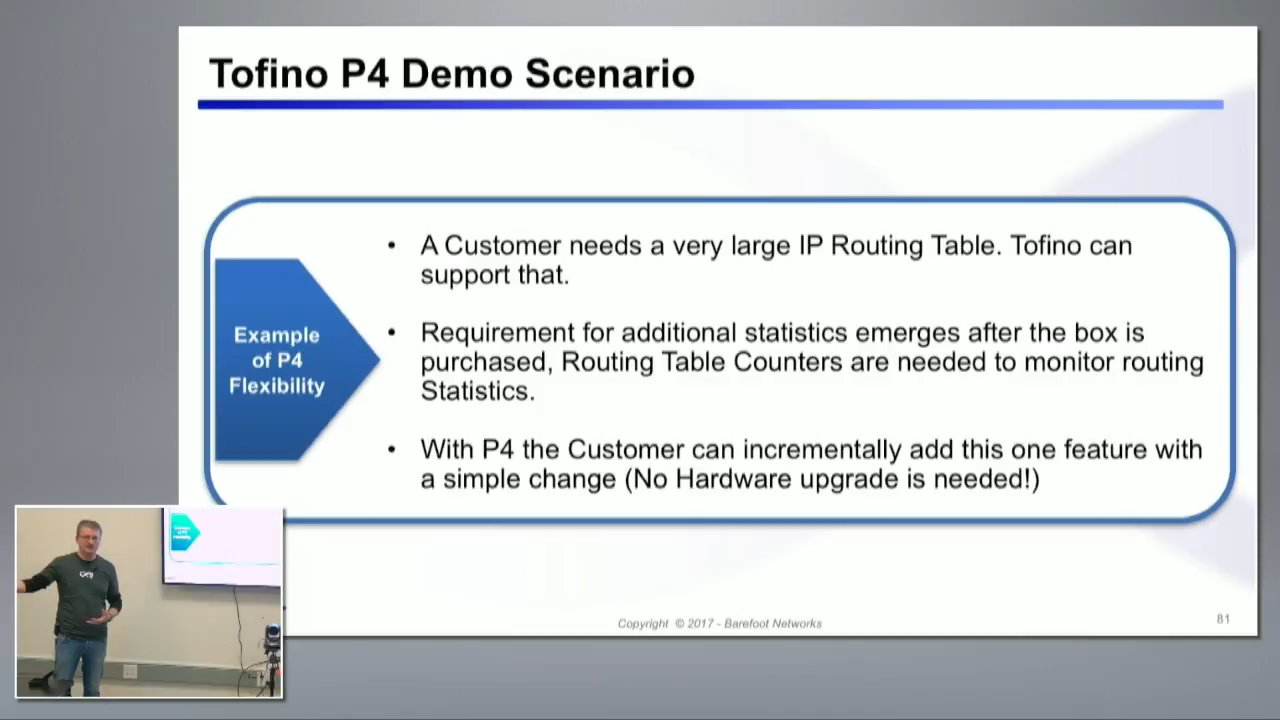 Tofino P4 Demo Scenario
• A Customer needs a very large IP Routing Table. Tofino can
support that.
Example
of P4
Flexibility
• Requirement for additional statistics emerges after the box is
purchased, Routing Table Counters are needed to monitor routing
Statistics.
• With P4 the Customer can incrementally add this one feature with
a simple change (No Hardware upgrade is needed!)
Copyright © 2017 - Barefoot Networks
81